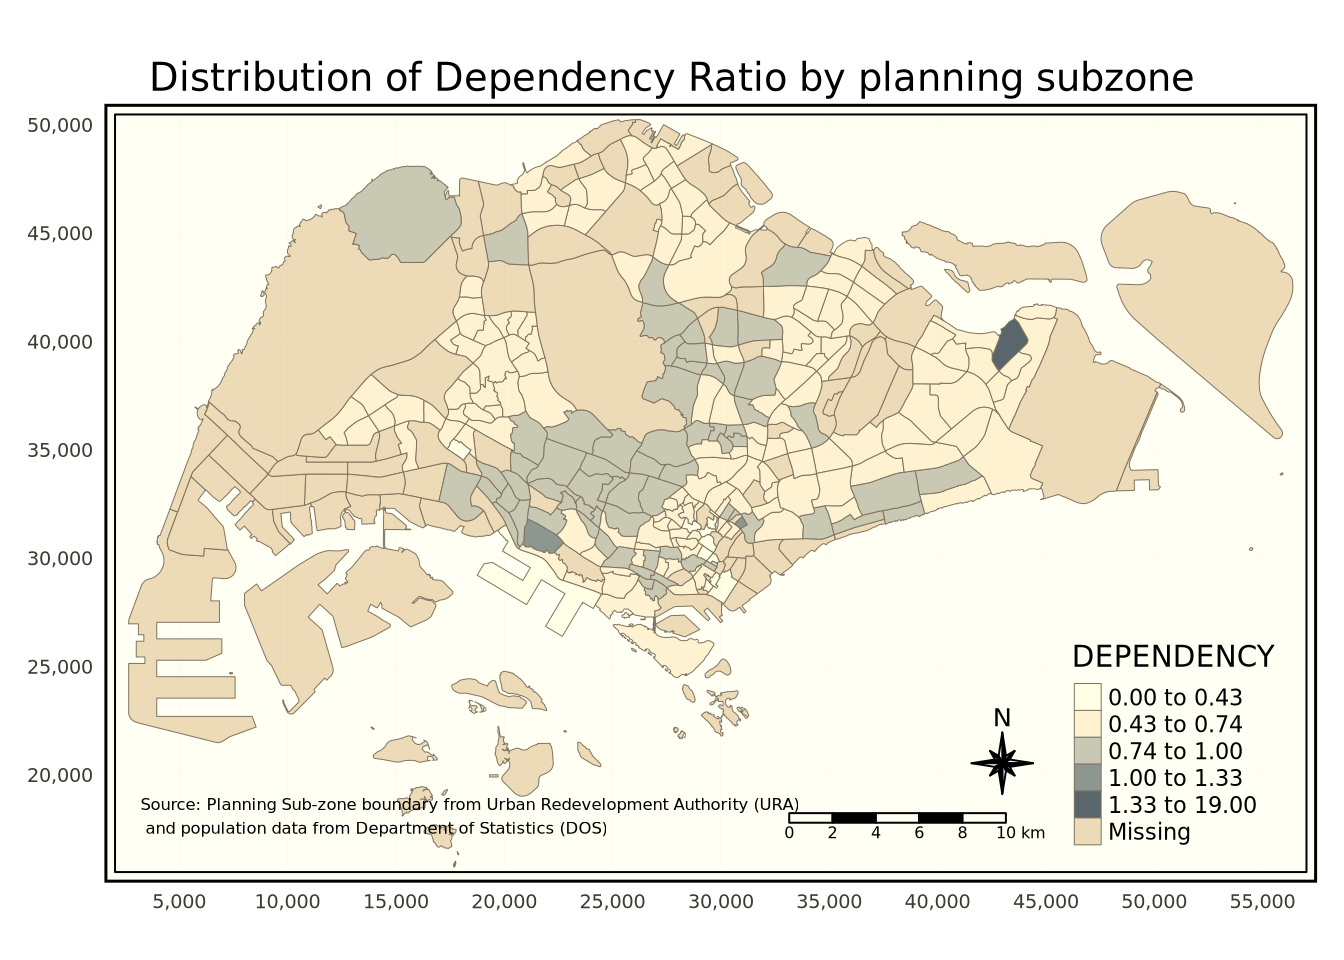 Distribution of Dependency Ratio by planning subzone
50,000
45,000
40,000
35,000
30,000
25,000
20,000
DEPENDENCY
0.00 to 0.43
0.43 to 0.74
0.74 to 1.00
1.00 to 1.33
1.33 to 19.00
Missing
N
Source: Planning Sub-zone boundary from Urban Redevelopment Authority (URA)
and population data from Department of Statistics (DOS)
0 2 4 6 8 10 km
5,000 10,000 15,000 20,000 25,000 30,000 35,000 40,000 45,000 50,000 55,000